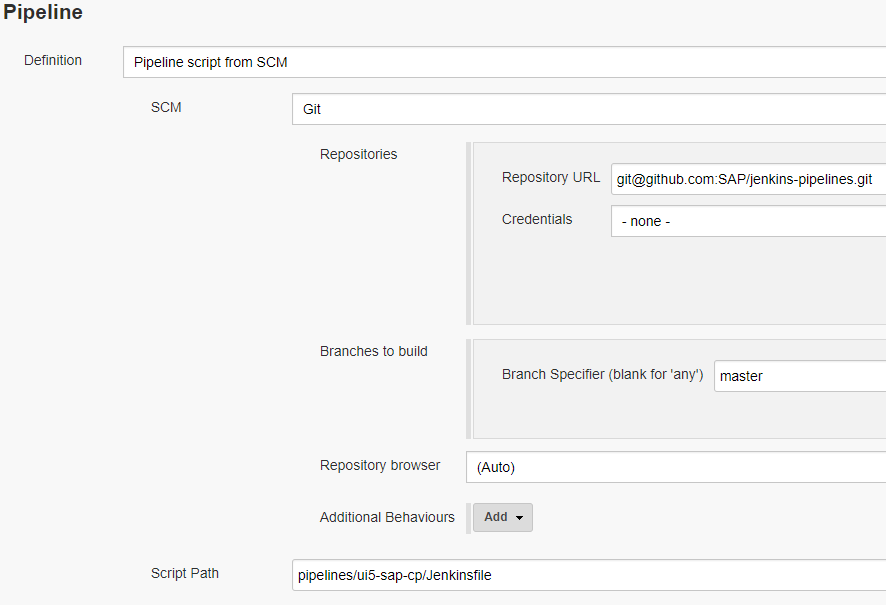 Pipeline
Definition
Pipeline script from SCM
SCM
Git
Repositories
Repository URL
git@github.com:SAP/jenkins-pipelines.git
Credentials
- none -
Branches to build
Branch Specifier (blank for 'any')
master
Repository browser
(Auto)
Additional Behaviours
Add
Script Path
pipelines/ui5-sap-cp/Jenkinsfile